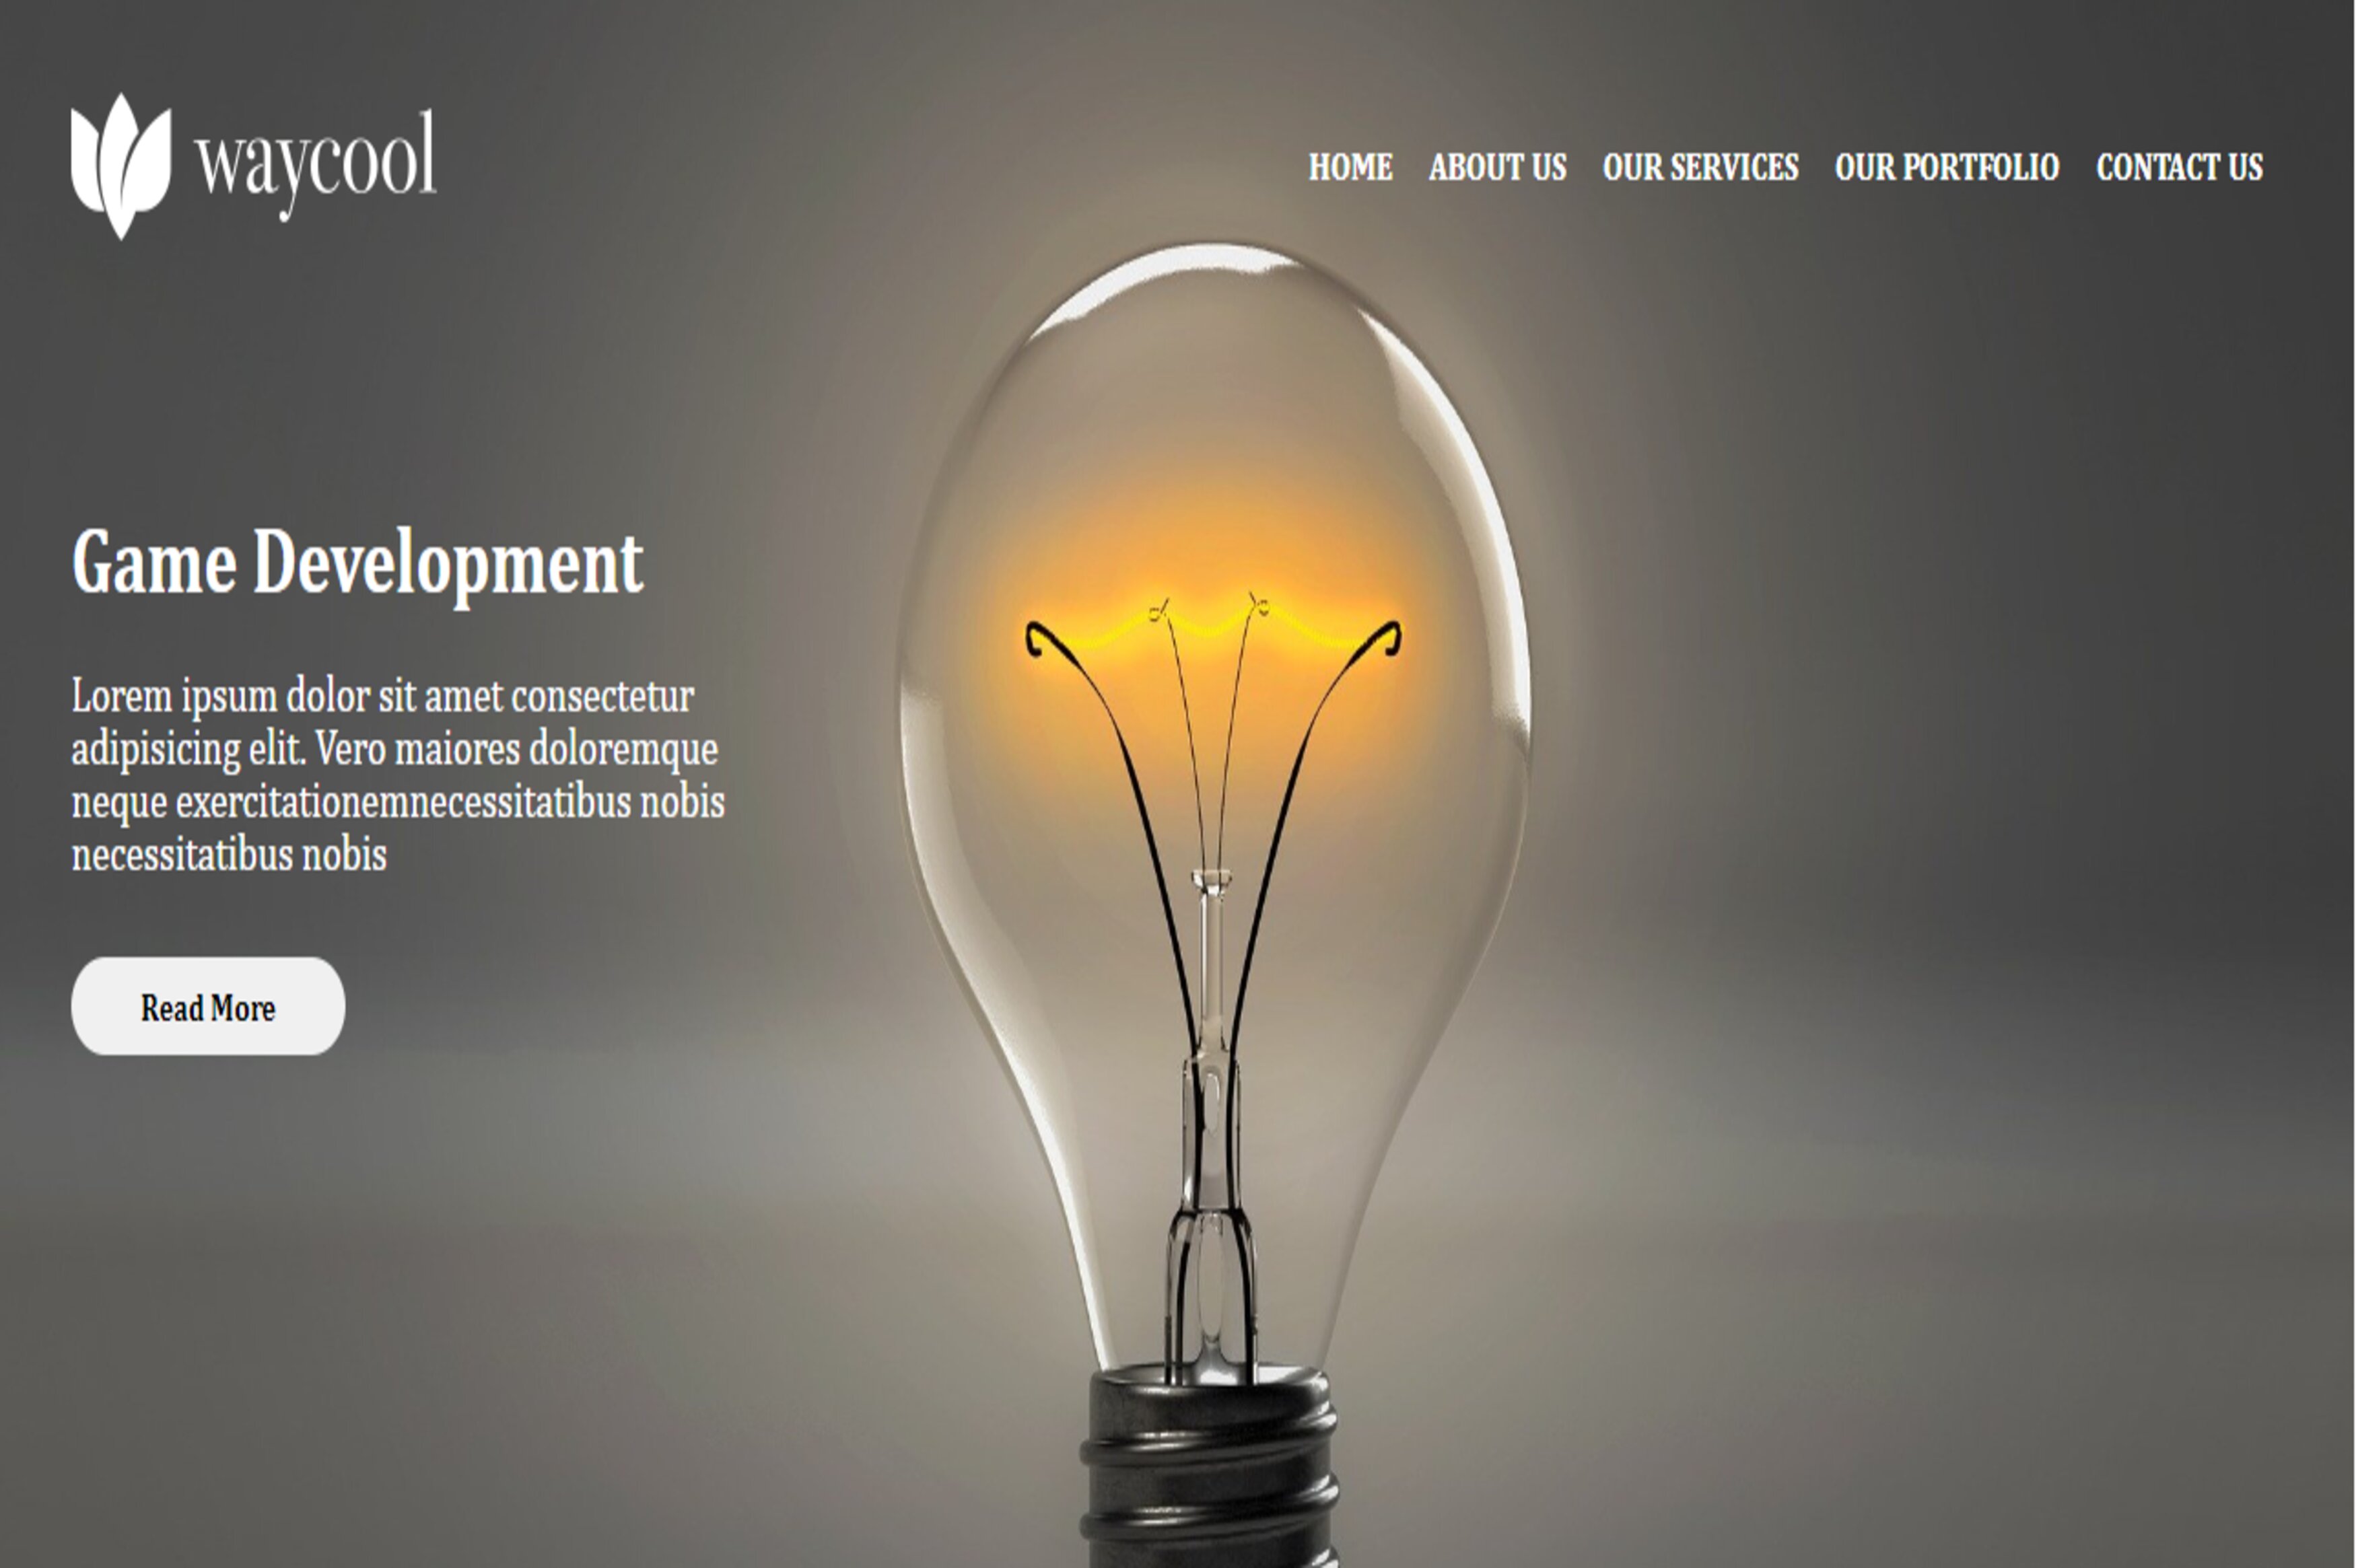 waycool
HOME ABOUT US OUR SERVICES OUR PORTFOLIO CONTACT US
Game Development
Lorem ipsum dolor sit amet consectetur
adipisicing elit. Vero maiores doloremque
neque exercitationemnecessitatibus nobis
necessitatibus nobis
Read More